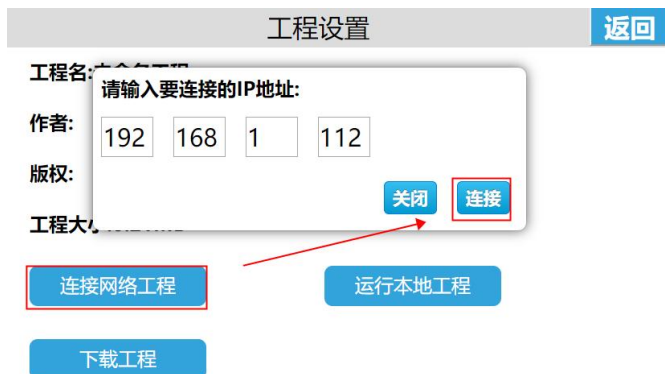 工程设置
返回
工程名:
请输入要连接的IP地址:
作者:
192 168 1 112
版权:
关闭 连接
工程大
连接网络工程 运行本地工程
下载工程